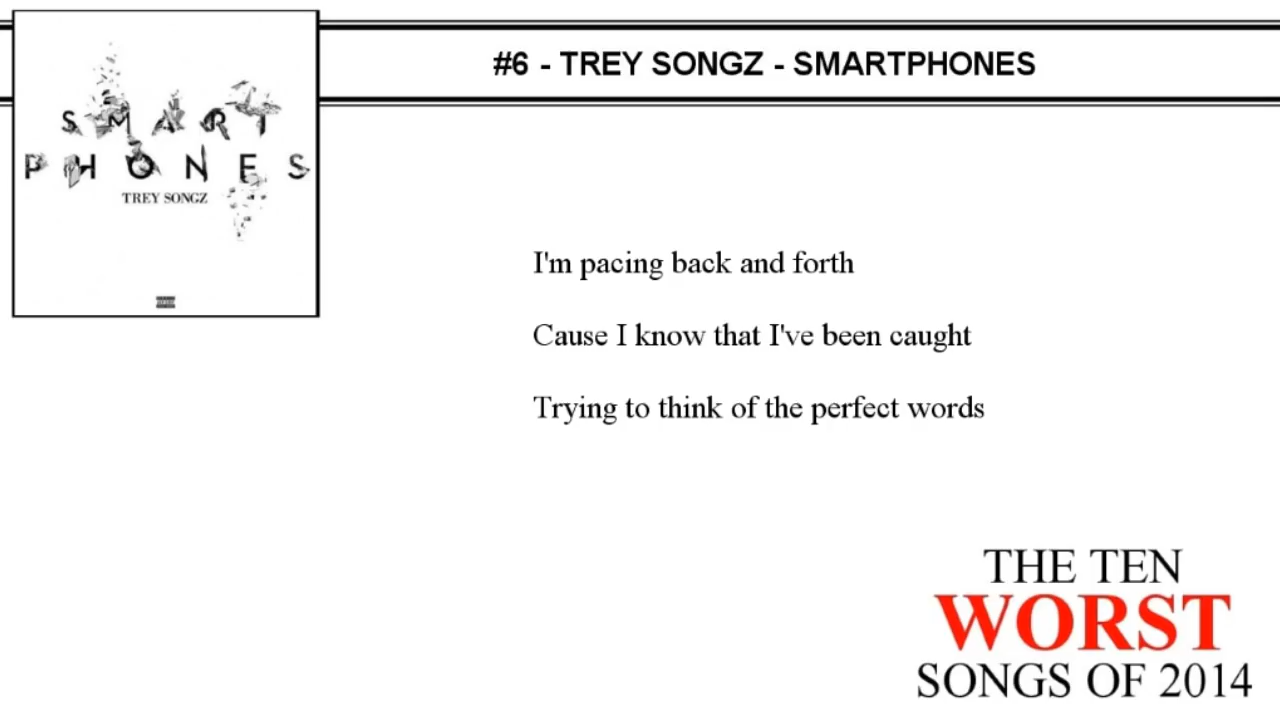 #6 - TREY SONGZ - SMARTPHONES
SMART
PHONES
TREY SONGZ
I'm pacing back and forth
Cause I know that I've been caught
Trying to think of the perfect words
THE TEN
WORST
SONGS OF 2014